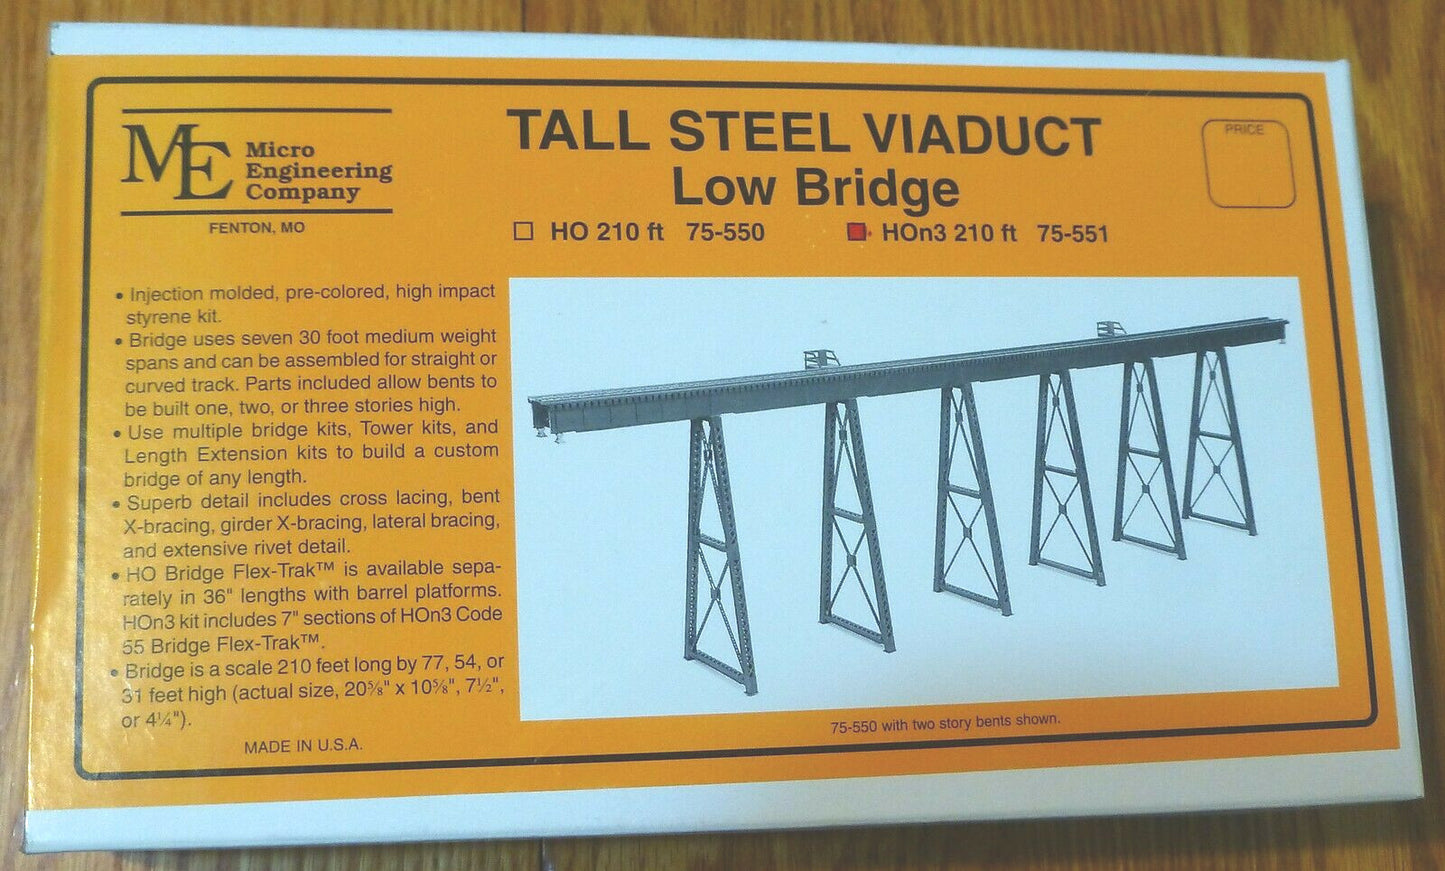 ME Micro
Engineering
Company
FENTON, MO
TALL STEEL VIADUCT
Low Bridge
HO 210 ft 75-550 HOn3 210 ft 75-551
PRICE
• Injection molded, pre-colored, high impact
styrene kit.
• Bridge uses seven 30 foot medium weight
spans and can be assembled for straight or
curved track. Parts included allow bents to
be built one, two, or three stories high.
• Use multiple bridge kits, Tower kits, and
Length Extension kits to build a custom
bridge of any length.
• Superb detail includes cross lacing, bent
X-bracing, girder X-bracing, lateral bracing,
and extensive rivet detail.
• HO Bridge Flex-Trak™ is available sepa-
rately in 36" lengths with barrel platforms.
HOn3 kit includes 7" sections of HOn3 Code
55 Bridge Flex-Trak™.
• Bridge is a scale 210 feet long by 77, 54, or
31 feet high (actual size, 20⅝" x 10⅝", 7½",
or 4¼").
MADE IN U.S.A.
75-550 with two story bents shown.